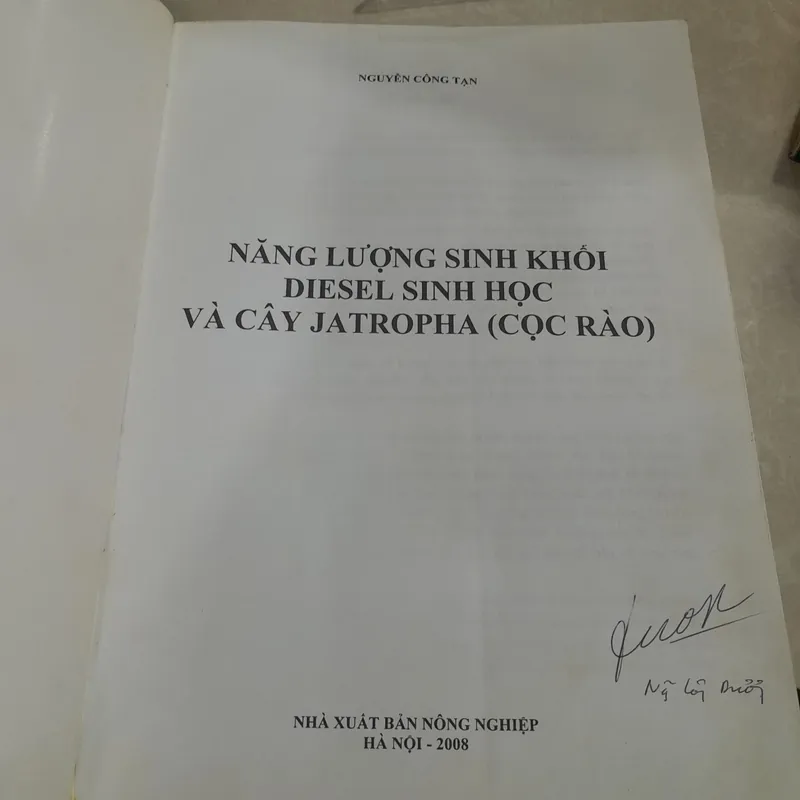 NGUYỄN CÔNG TẠN
NĂNG LƯỢNG SINH KHỐI
DIESEL SINH HỌC
VÀ CÂY JATROPHA (CỌC RÀO)
NHÀ XUẤT BẢN NÔNG NGHIỆP
HÀ NỘI - 2008